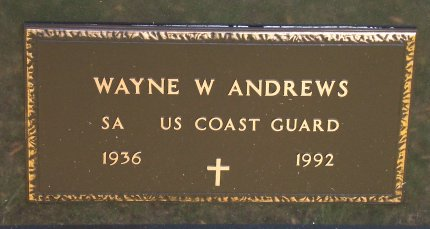 WAYNE W ANDREWS
SA US COAST GUARD
1936 1992